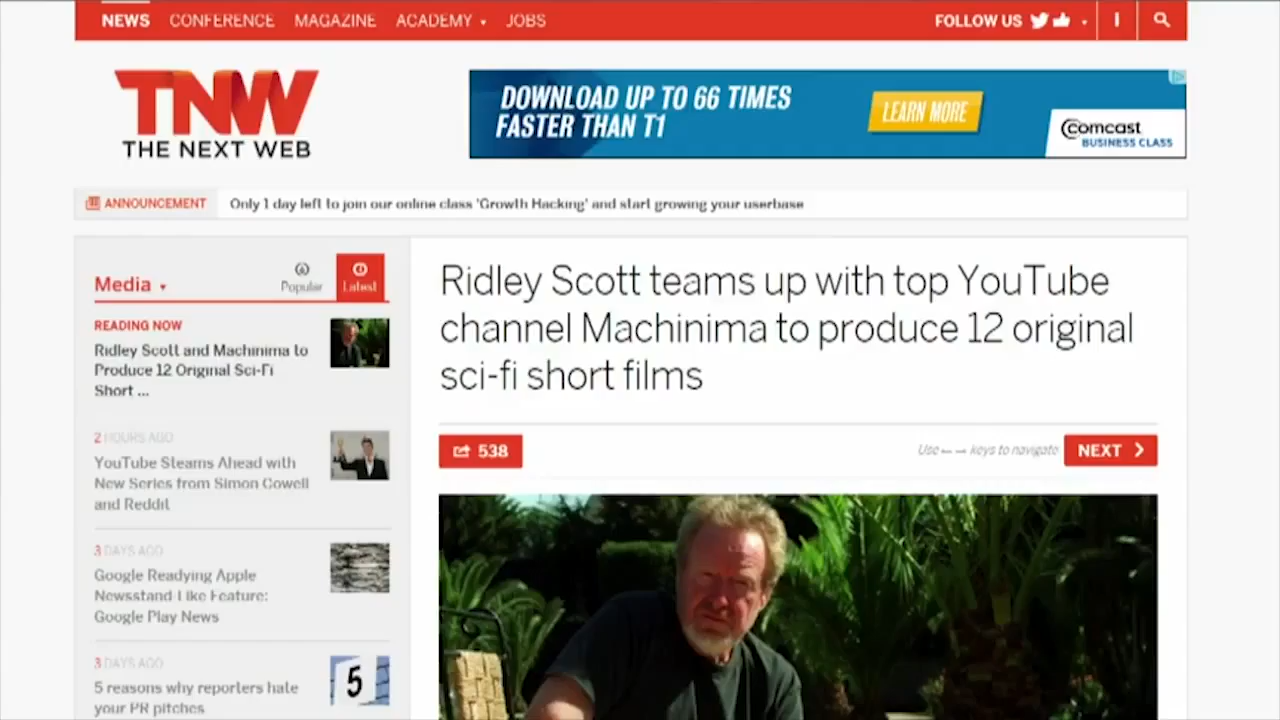 NEWS CONFERENCE MAGAZINE ACADEMY JOBS FOLLOW US
TNW
THE NEXT WEB
DOWNLOAD UP TO 66 TIMES
FASTER THAN T1
LEARN MORE
Comcast
BUSINESS CLASS
ANNOUNCEMENT Only 1 day left to join our online class 'Growth Hacking' and start growing your userbase
Media
Popular
Latest
READING NOW
Ridley Scott and Machinima to
Produce 12 Original Sci-Fi
Short ...
2 HOURS AGO
YouTube Steams Ahead with
New Series from Simon Cowell
and Reddit
3 DAYS AGO
Google Readying Apple
Newsstand-Like Feature:
Google Play News
3 DAYS AGO
5 reasons why reporters hate
your PR pitches
5
Ridley Scott teams up with top YouTube
channel Machinima to produce 12 original
sci-fi short films
538
Use ← → keys to navigate
NEXT